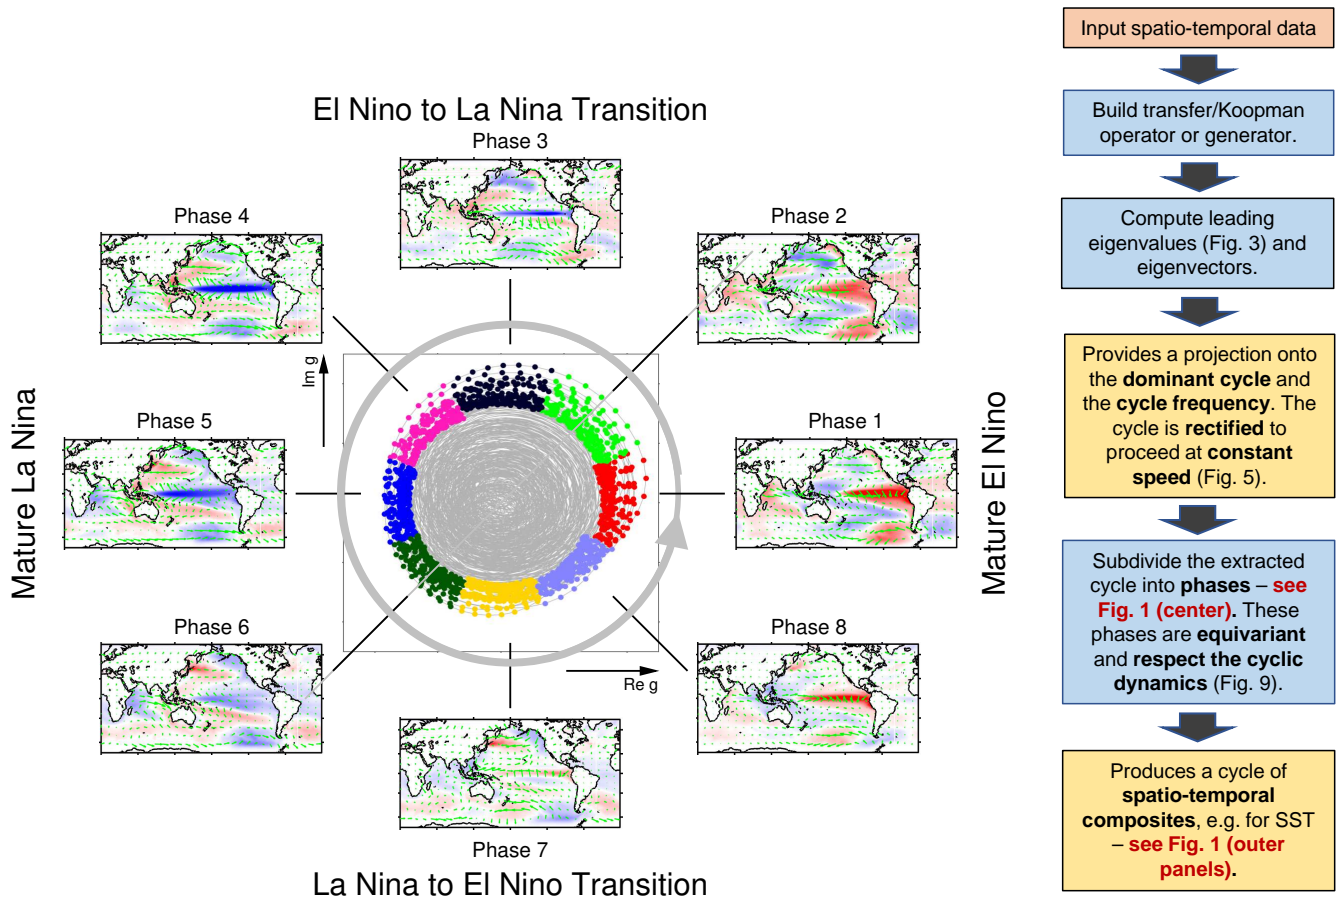 El Nino to La Nina Transition
Phase 3
Phase 4
Phase 2
Im g
Mature La Nina
Phase 5
Phase 1
Mature El Nino
Phase 6
Phase 8
Re g
Phase 7
La Nina to El Nino Transition
Input spatio-temporal data
Build transfer/Koopman
operator or generator.
Compute leading
eigenvalues (Fig. 3) and
eigenvectors.
Provides a projection onto
the dominant cycle and
the cycle frequency. The
cycle is rectified to
proceed at constant
speed (Fig. 5).
Subdivide the extracted
cycle into phases – see
Fig. 1 (center). These
phases are equivariant
and respect the cyclic
dynamics (Fig. 9).
Produces a cycle of
spatio-temporal
composites, e.g. for SST
– see Fig. 1 (outer
panels).